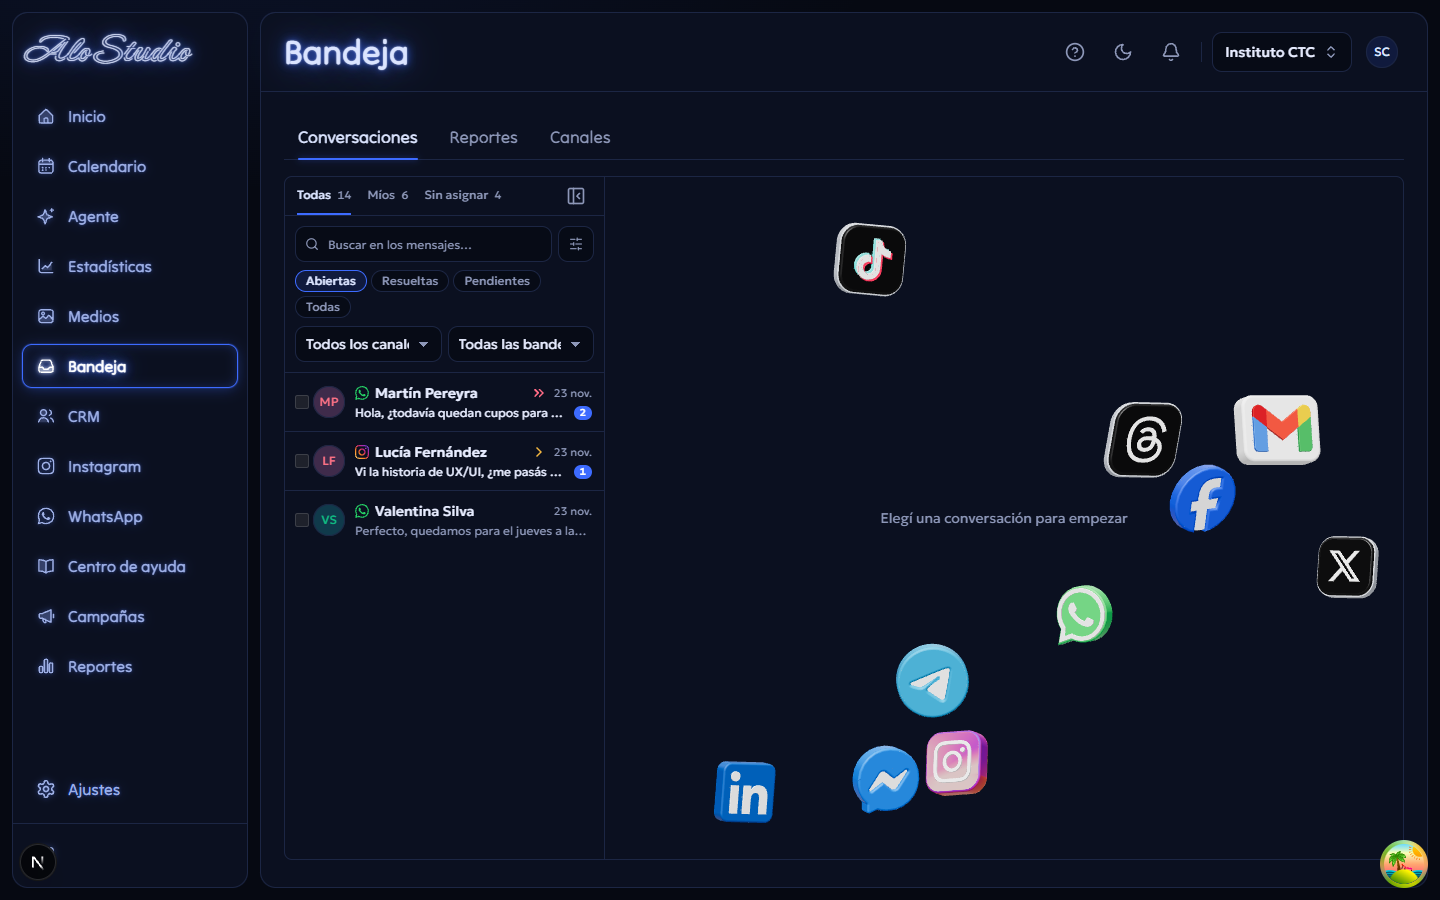 AloStudio
Inicio
Calendario
Agente
Estadísticas
Medios
Bandeja
CRM
Instagram
WhatsApp
Centro de ayuda
Campañas
Reportes
Ajustes
N
Bandeja
Instituto CTC
SC
Conversaciones Reportes Canales
Todas 14 Míos 6 Sin asignar 4
Buscar en los mensajes...
Abiertas Resueltas Pendientes
Todas
Todos los canale Todas las bande
MP Martín Pereyra 23 nov.
Hola, ¿todavía quedan cupos para ... 2
LF Lucía Fernández 23 nov.
Vi la historia de UX/UI, ¿me pasás ... 1
VS Valentina Silva 23 nov.
Perfecto, quedamos para el jueves a la...
Elegí una conversación para empezar
in